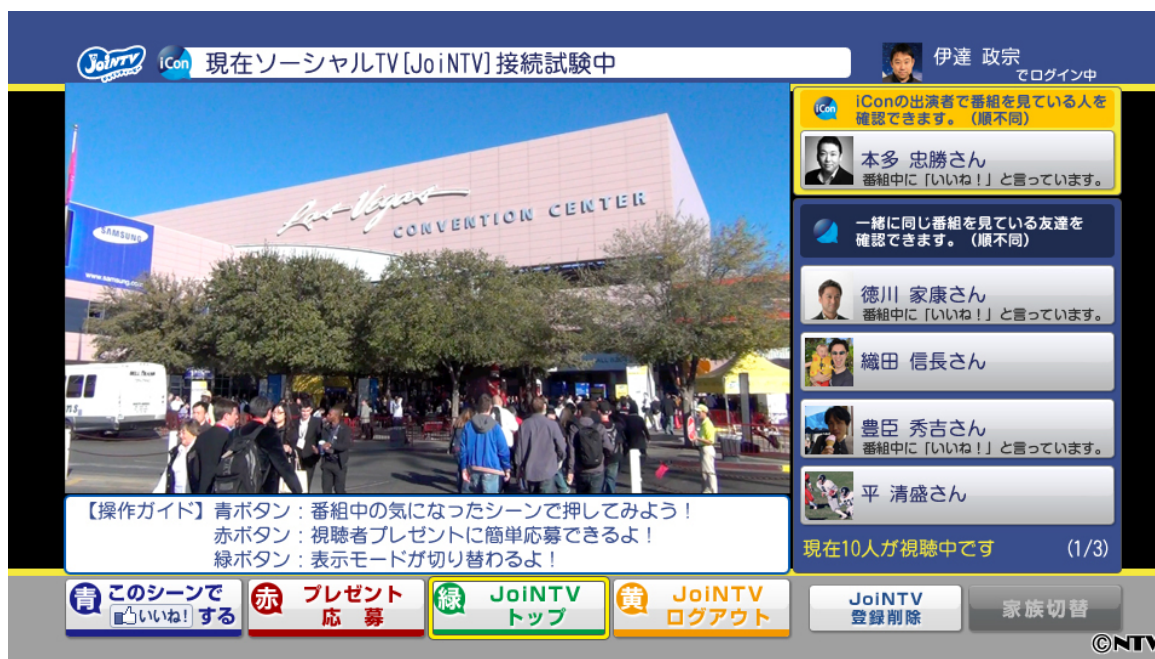 JoiNTV
iCon
現在ソーシャルTV[JoiNTV]接続試験中
伊達 政宗
でログイン中
SAMSUNG
www.samsung.com
Las Vegas
CONVENTION CENTER
iCon
iConの出演者で番組を見ている人を
確認できます。（順不同）
本多 忠勝さん
番組中に「いいね！」と言っています。
一緒に同じ番組を見ている友達を
確認できます。（順不同）
徳川 家康さん
番組中に「いいね！」と言っています。
織田 信長さん
豊臣 秀吉さん
番組中に「いいね！」と言っています。
平 清盛さん
現在10人が視聴中です (1/3)
【操作ガイド】青ボタン：番組中の気になったシーンで押してみよう！
赤ボタン：視聴者プレゼントに簡単応募できるよ！
緑ボタン：表示モードが切り替わるよ！
青 このシーンで
いいね! する
赤 プレゼント
応 募
緑 JoiNTV
トップ
黄 JoiNTV
ログアウト
JoiNTV
登録削除
家族切替
©NTV